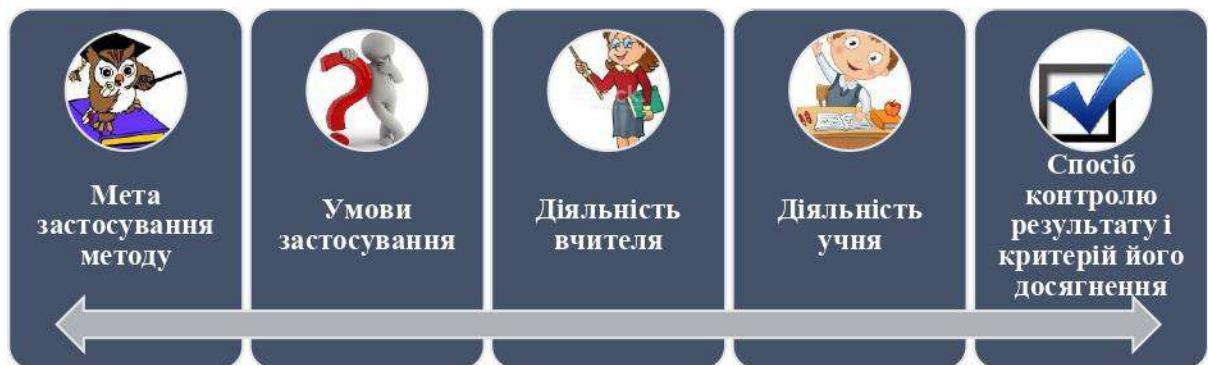 Мета
застосування
методу
Умови
застосування
Діяльність
вчителя
Діяльність
учня
Спосіб
контролю
результату і
критерій його
досягнення